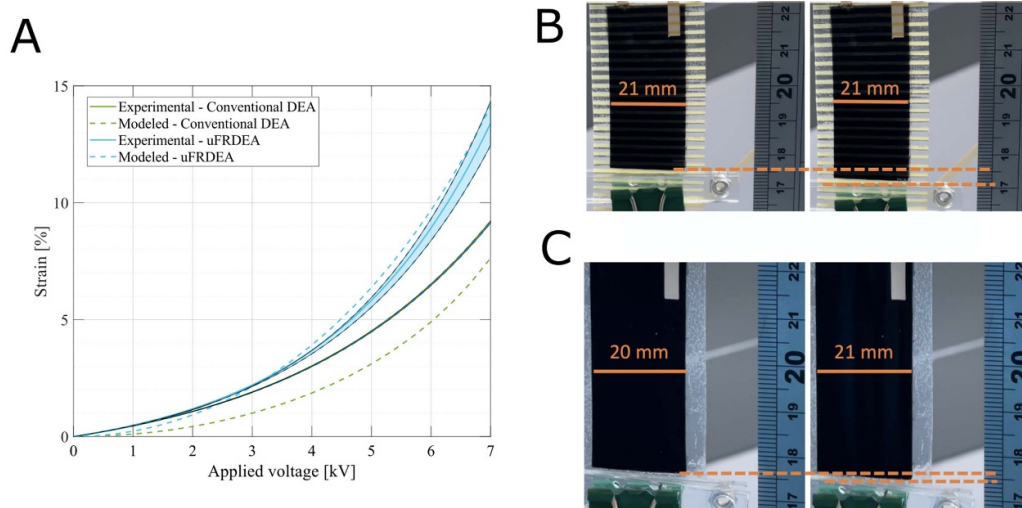 A
15
10
5
0
Strain [%]
Experimental - Conventional DEA
Modeled - Conventional DEA
Experimental - uFRDEA
Modeled - uFRDEA
0 1 2 3 4 5 6 7
Applied voltage [kV]
B
21 mm
21 mm
22
21
20
19
18
17
22
21
20
19
18
17
C
20 mm
21 mm
22
21
20
19
18
17
22
21
20
19
18
17